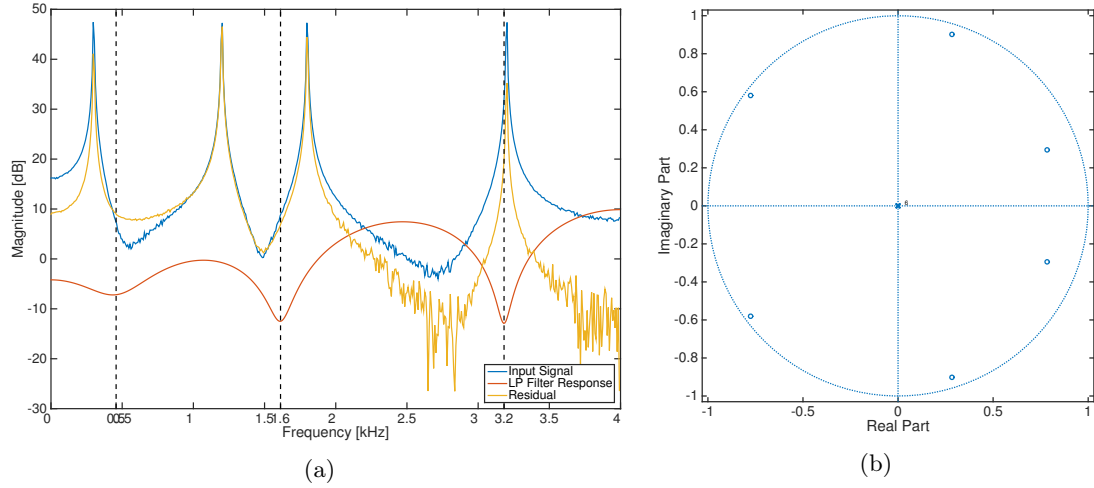 50
40
30
20
10
0
-10
-20
-30
Magnitude [dB]
Input Signal
LP Filter Response
Residual
0 0.5 1 1.5 1.6 2 2.5 3 3.2 3.5 4
Frequency [kHz]
(a)
1
0.8
0.6
0.4
0.2
0
-0.2
-0.4
-0.6
-0.8
-1
Imaginary Part
6
-1 -0.5 0 0.5 1
Real Part
(b)